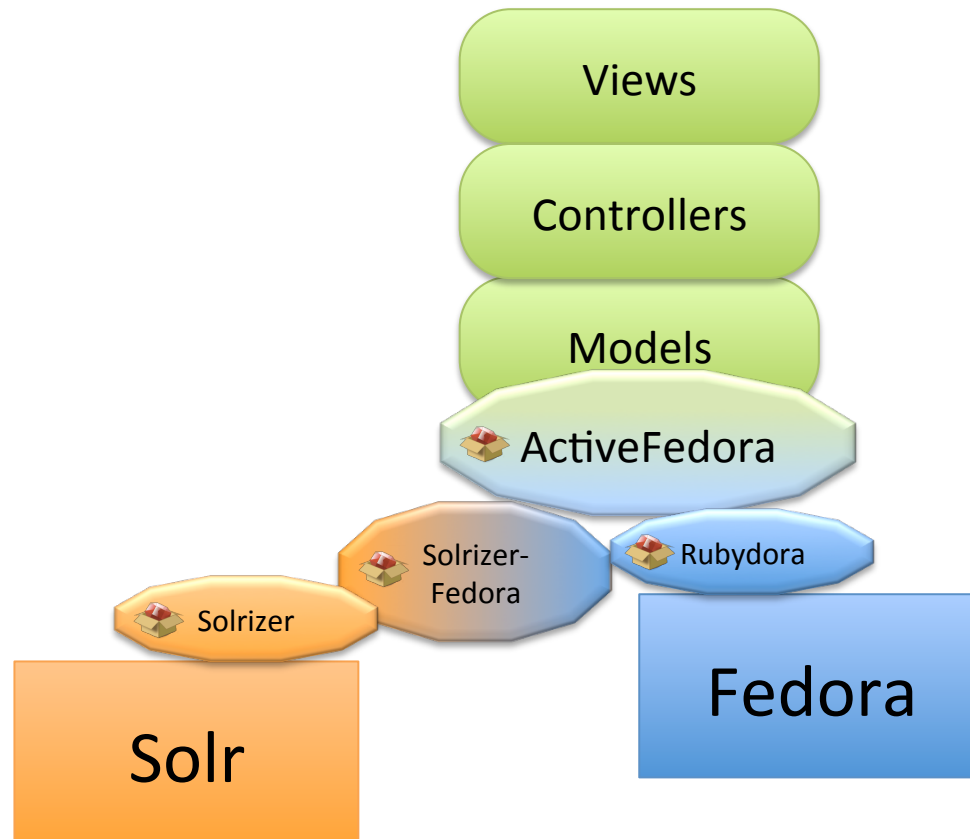 Views
Controllers
Models
ActiveFedora
Solrizer-
Fedora
Rubydora
Solrizer
Fedora
Solr